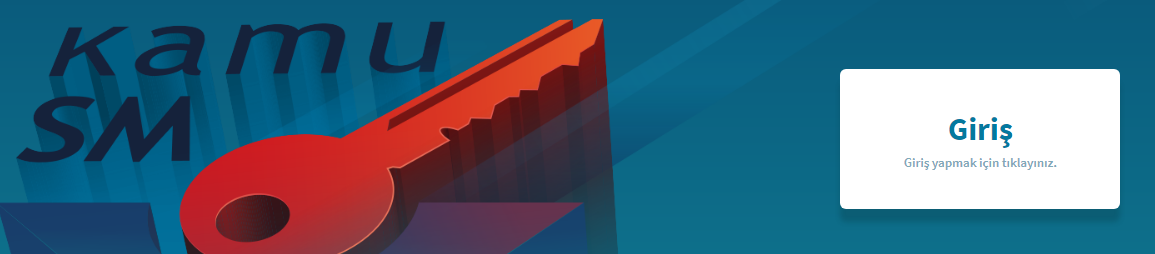 kamu
SM
Giriş
Giriş yapmak için tıklayınız.